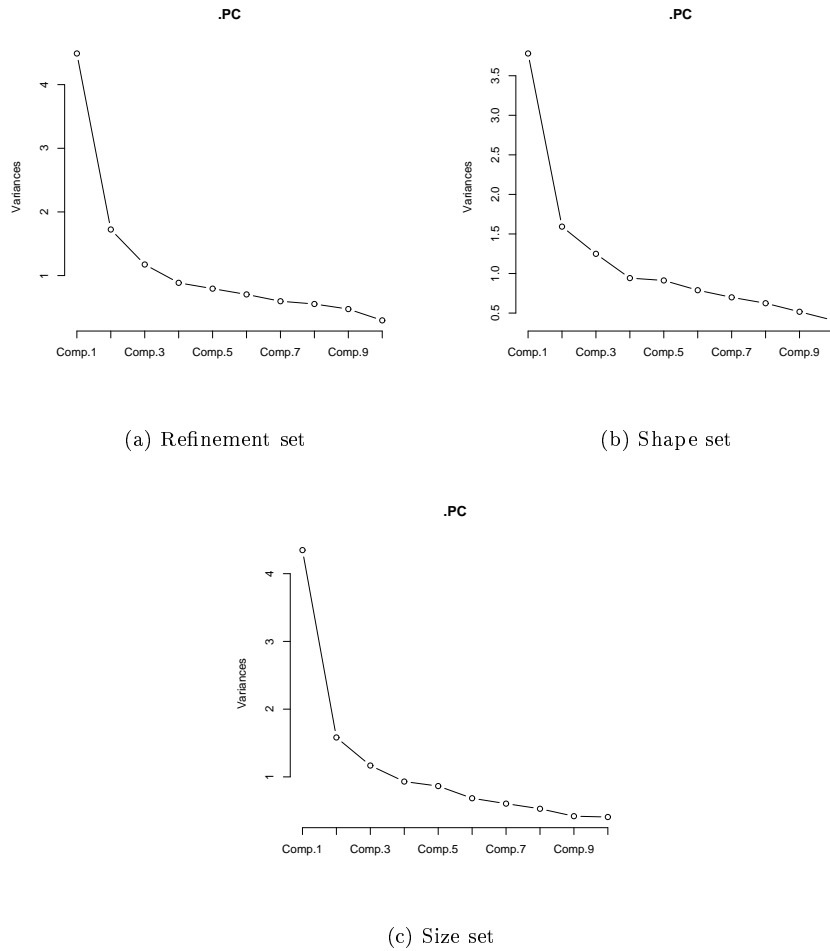 .PC
Variances
4
3
2
1
Comp.1 Comp.3 Comp.5 Comp.7 Comp.9
(a) Refinement set
.PC
Variances
3.5
3.0
2.5
2.0
1.5
1.0
0.5
Comp.1 Comp.3 Comp.5 Comp.7 Comp.9
(b) Shape set
.PC
Variances
4
3
2
1
Comp.1 Comp.3 Comp.5 Comp.7 Comp.9
(c) Size set